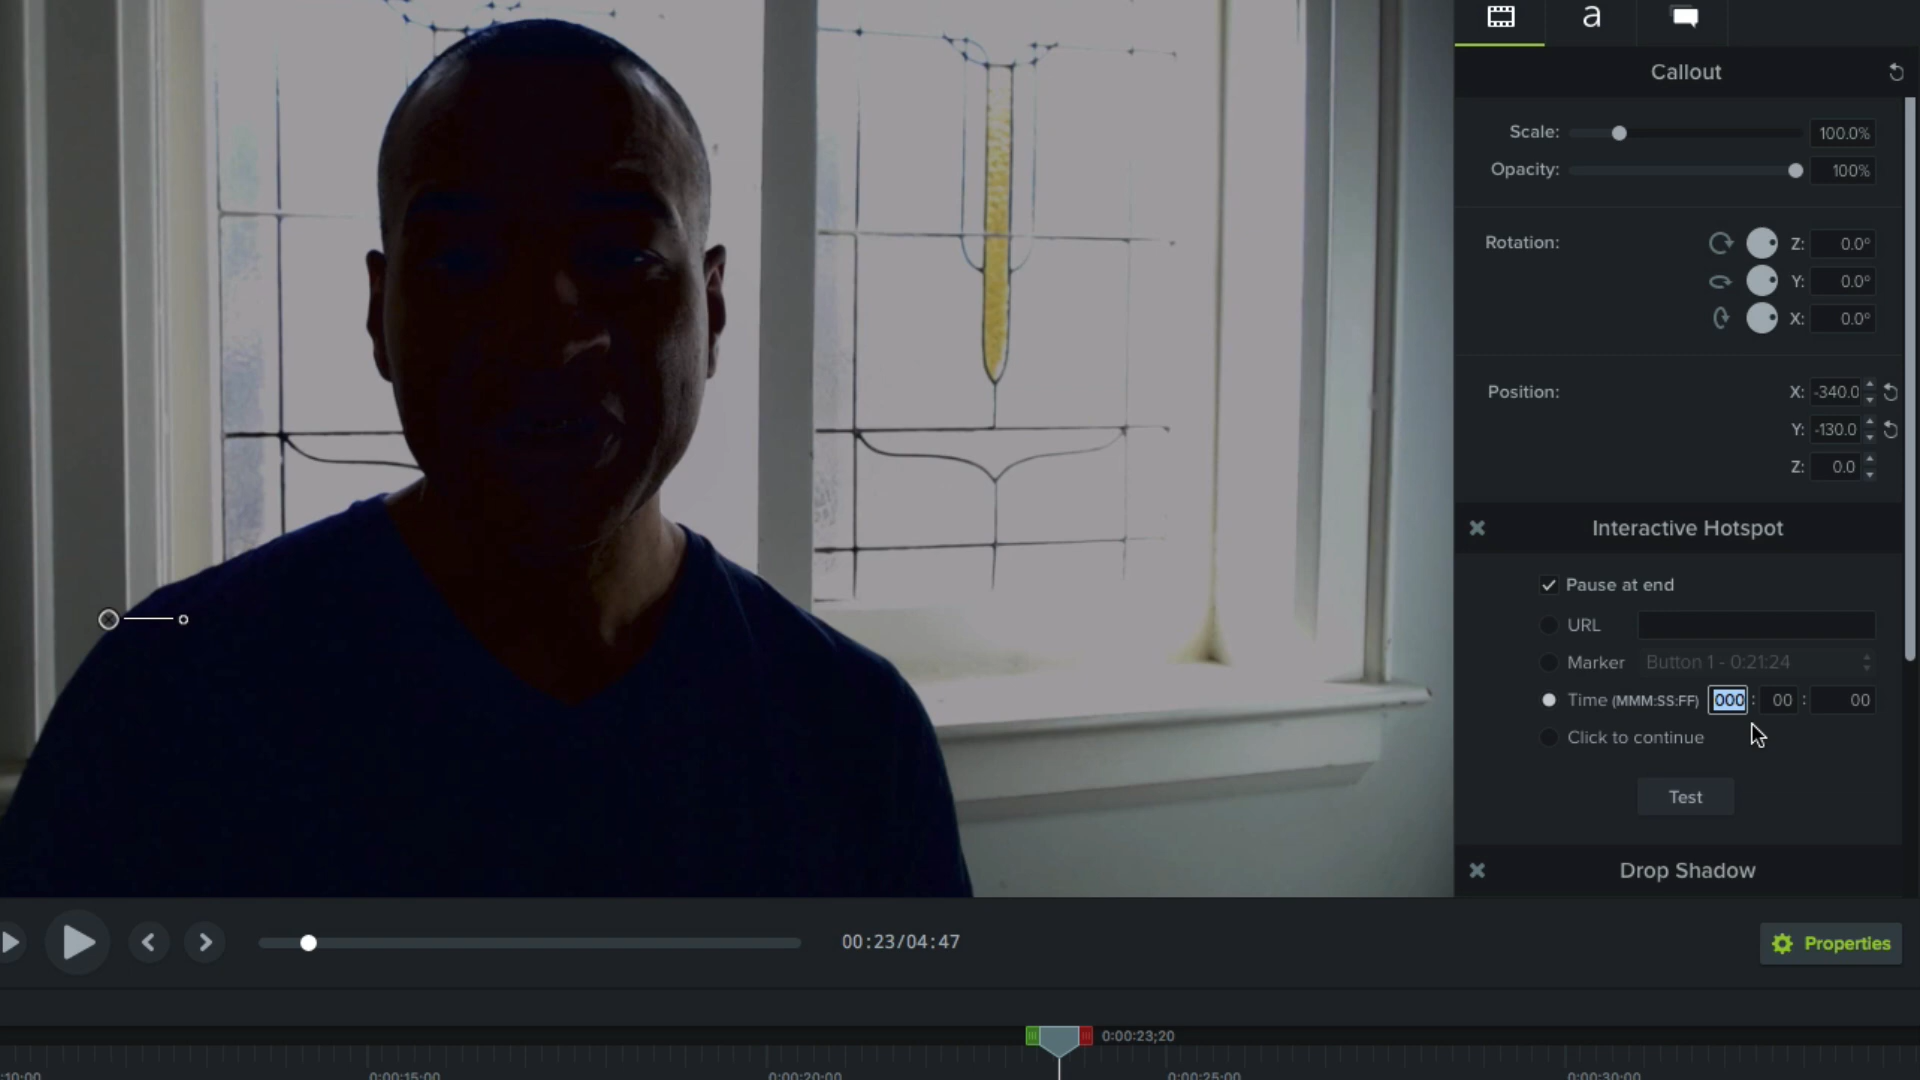 a
Callout
Scale: 100.0%
Opacity: 100%
Rotation: Z: 0.0°
Y: 0.0°
X: 0.0°
Position: X: -340.0
Y: -130.0
Z: 0.0
Interactive Hotspot
Pause at end
URL
Marker Button 1 - 0:21:24
Time (MMM:SS:FF) 000 : 00 : 00
Click to continue
Test
Drop Shadow
00:23/04:47
Properties
0:00:23;20
:10:00 0:00:15:00 0:00:20:00 0:00:25:00 0:00:30:00